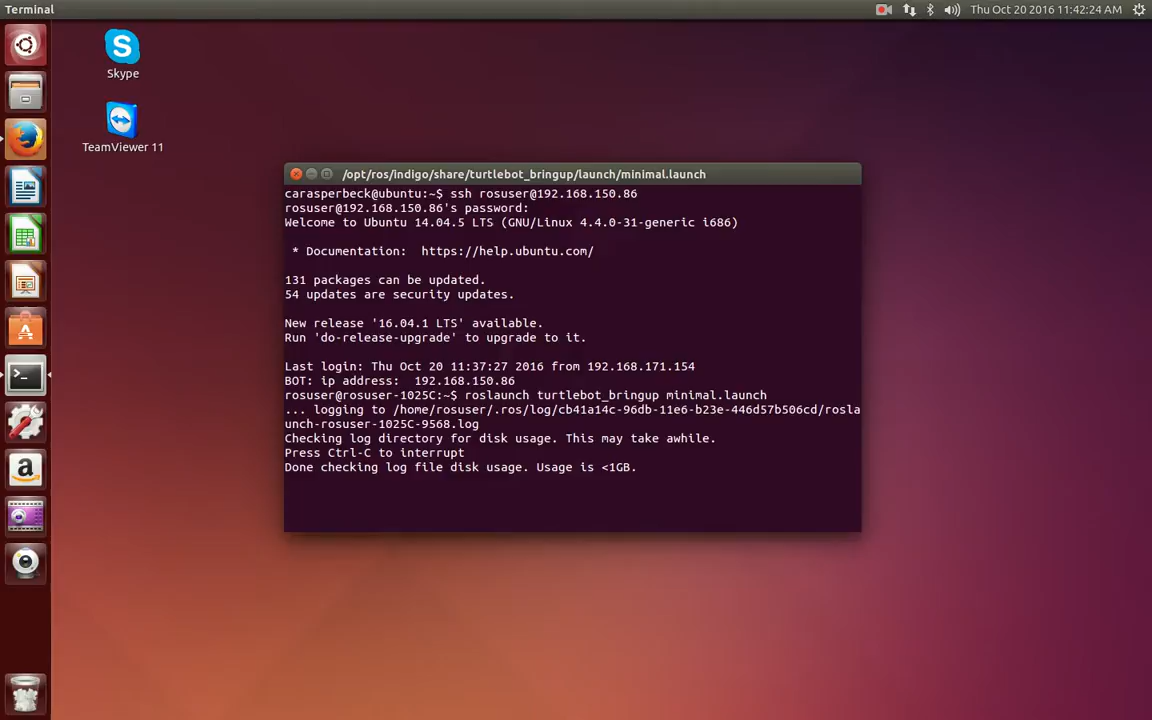 Terminal
Thu Oct 20 2016 11:42:24 AM
Skype
TeamViewer 11
/opt/ros/indigo/share/turtlebot_bringup/launch/minimal.launch
carasperbeck@ubuntu:~$ ssh rosuser@192.168.150.86
rosuser@192.168.150.86's password:
Welcome to Ubuntu 14.04.5 LTS (GNU/Linux 4.4.0-31-generic i686)
* Documentation:  https://help.ubuntu.com/
131 packages can be updated.
54 updates are security updates.
New release '16.04.1 LTS' available.
Run 'do-release-upgrade' to upgrade to it.
Last login: Thu Oct 20 11:37:27 2016 from 192.168.171.154
BOT: ip address:  192.168.150.86
rosuser@rosuser-1025C:~$ roslaunch turtlebot_bringup minimal.launch
... logging to /home/rosuser/.ros/log/cb41a14c-96db-11e6-b23e-446d57b506cd/rosla
unch-rosuser-1025C-9568.log
Checking log directory for disk usage. This may take awhile.
Press Ctrl-C to interrupt
Done checking log file disk usage. Usage is <1GB.